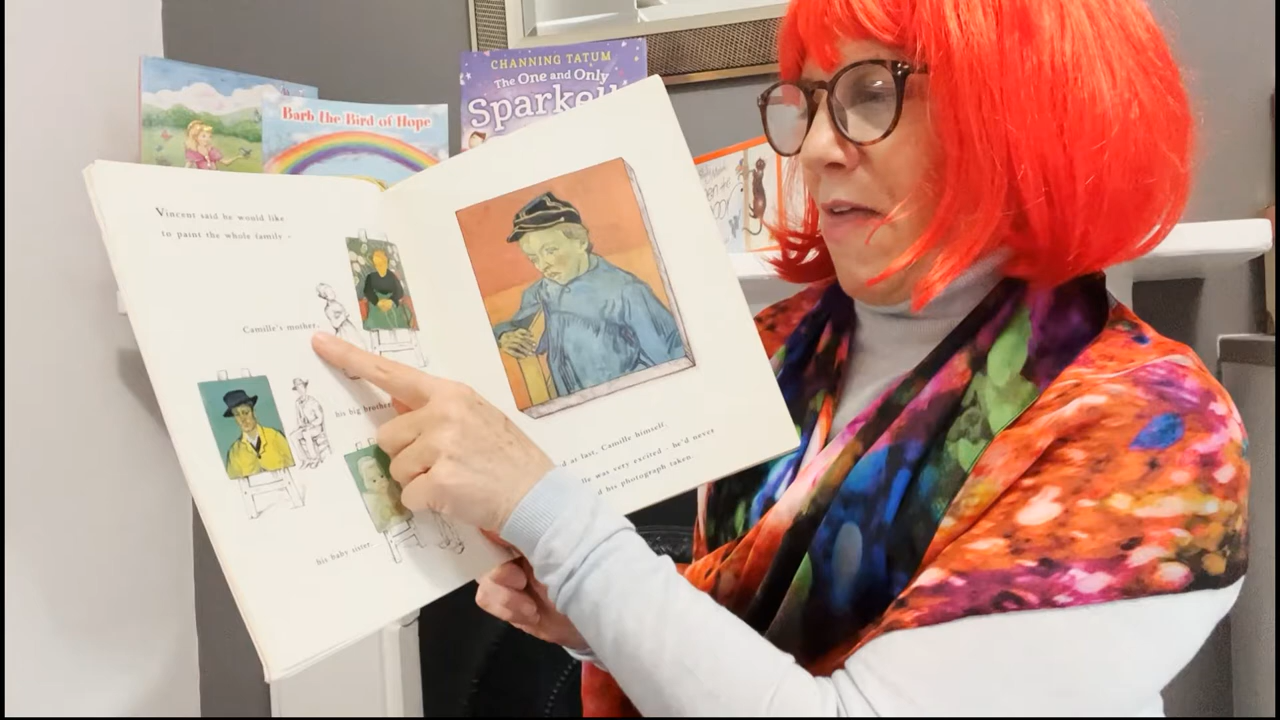 CHANNING TATUM
The One and Only
Barb the Bird of Hope
Vincent said he would like
to paint the whole family –
Camille's mother,
his big brother,
his baby sister,
at last, Camille himself.
was very excited - he'd never
his photograph taken